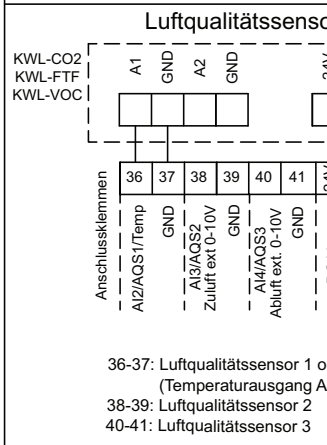 Luftqualitätssenso
KWL-CO2
KWL-FTF
KWL-VOC
A1
GND
A2
GND
24V
Anschlussklemmen
36
37
38
39
40
41
AI2/AQS1/Temp
GND
AI3/AQS2
Zuluft ext 0-10V
GND
AI4/AQS3
Abluft ext. 0-10V
GND
36-37: Luftqualitätssensor 1 o
(Temperaturausgang A
38-39: Luftqualitätssensor 2
40-41: Luftqualitätssensor 3